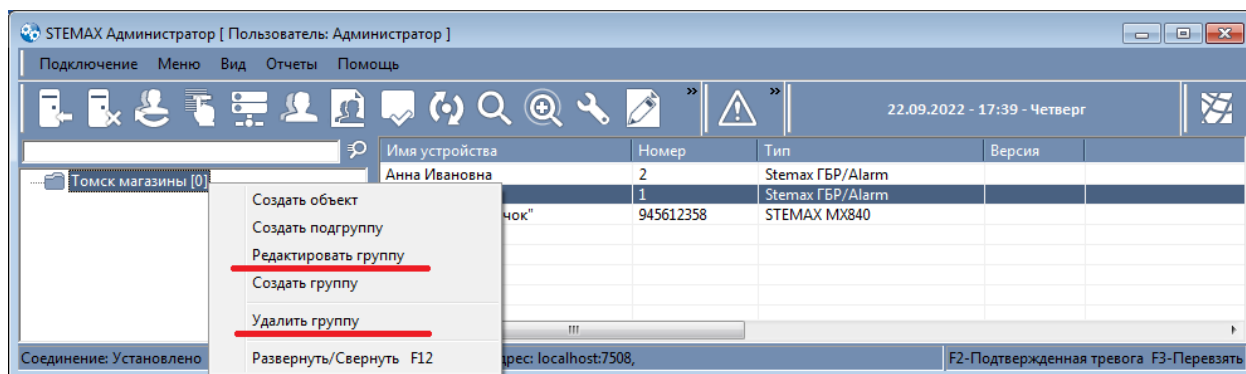 STEMAX Администратор [ Пользователь: Администратор ]
Подключение Меню Вид Отчеты Помощь
» » 22.09.2022 - 17:39 - Четверг
Имя устройства Номер Тип Версия
Анна Ивановна 2 Stemax ГБР/Alarm
Томск магазины [0]
1 Stemax ГБР/Alarm
чок" 945612358 STEMAX MX840
Создать объект
Создать подгруппу
Редактировать группу
Создать группу
Удалить группу
Развернуть/Свернуть F12
Соединение: Установлено дрес: localhost:7508, F2-Подтвержденная тревога F3-Перевзять